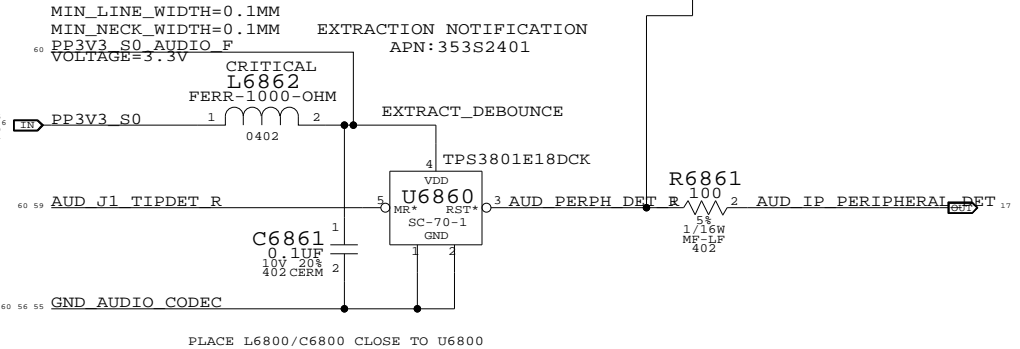 MIN_LINE_WIDTH=0.1MM
MIN_NECK_WIDTH=0.1MM
EXTRACTION NOTIFICATION
60 PP3V3_S0_AUDIO_F
APN:353S2401
VOLTAGE=3.3V
CRITICAL
L6862
FERR-1000-OHM
EXTRACT_DEBOUNCE
IN PP3V3_S0 1 2
0402
4 TPS3801E18DCK
VDD
R6861
100
60 59 AUD_J1_TIPDET_R 5 U6860 3 AUD_PERPH_DET_R 1 2 AUD_IP_PERIPHERAL_DET OUT 17
MR* RST*
SC-70-1
5%
1/16W
MF-LF
402
GND
1 2
C6861
0.1UF
10V 20%
402 CERM
1
2
60 56 55 GND_AUDIO_CODEC
PLACE L6800/C6800 CLOSE TO U6800